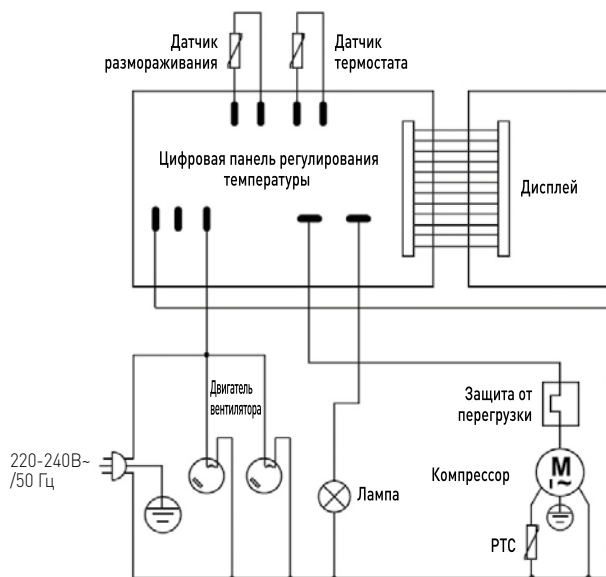 Датчик
размораживания
Датчик
термостата
Цифровая панель регулирования
температуры
Дисплей
Двигатель
вентилятора
Защита от
перегрузки
220-240В~
/50 Гц
Лампа
Компрессор
M
1~
PTC